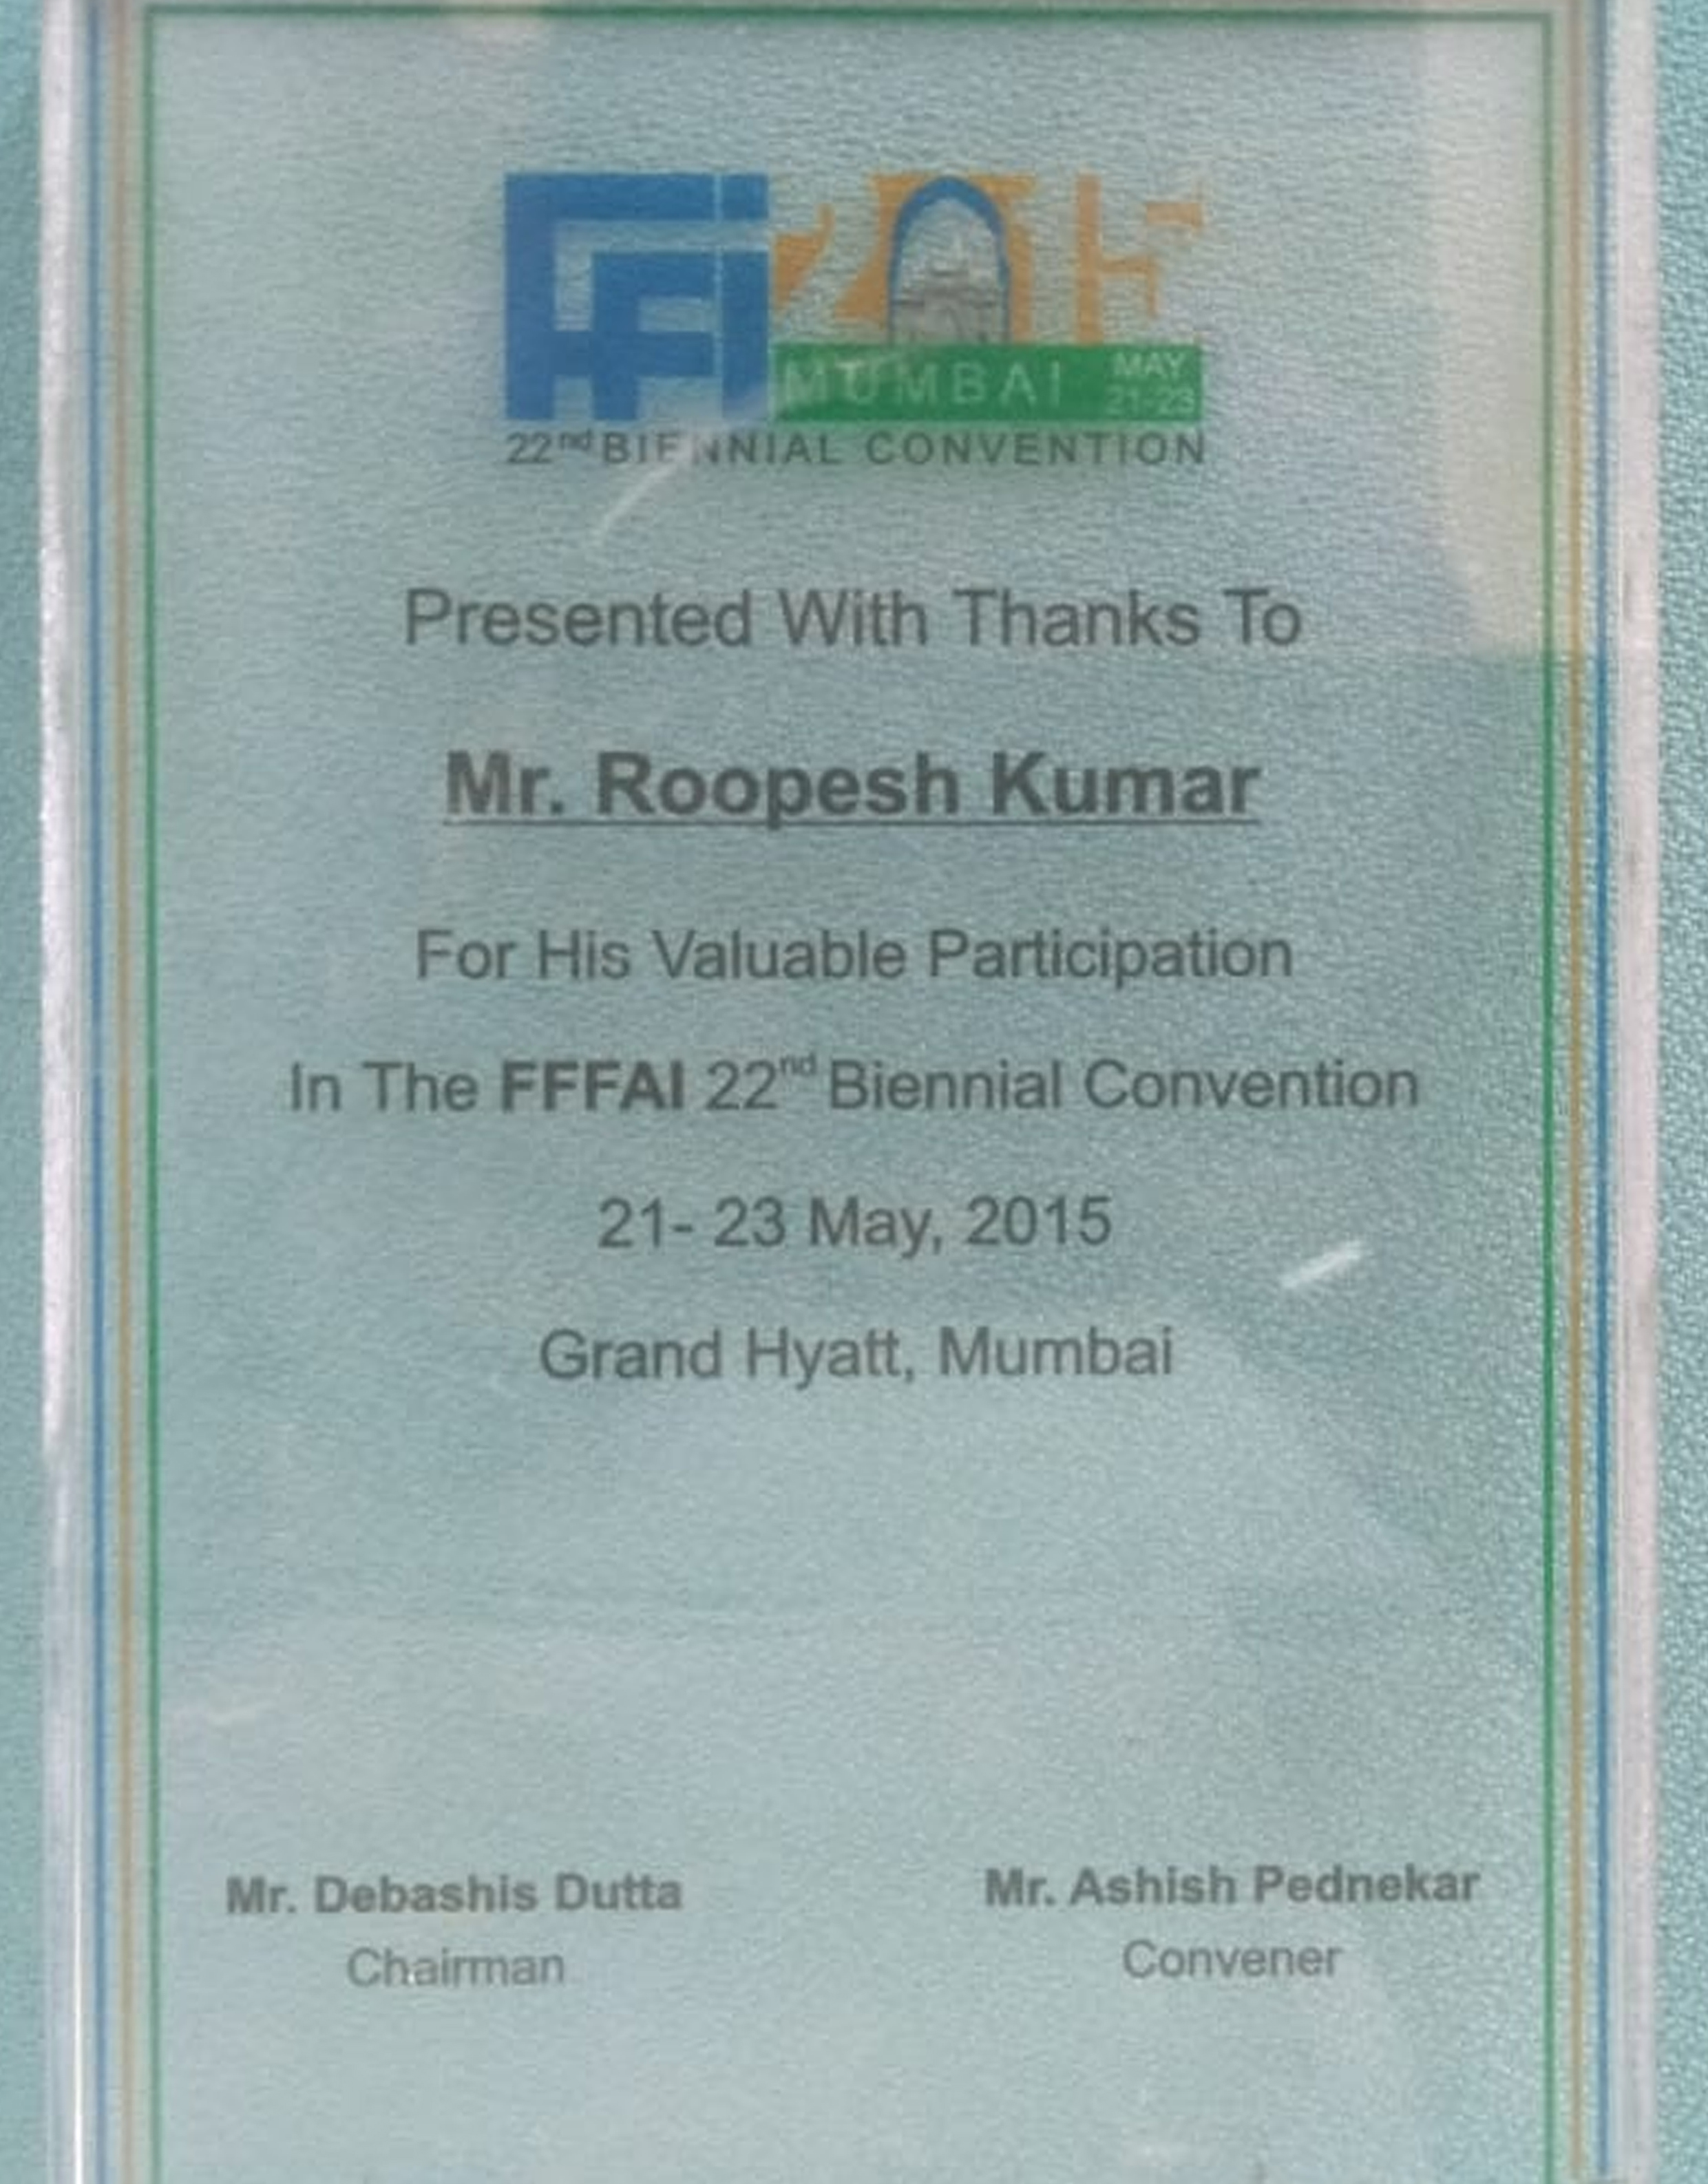 FFFAI 2015
MUMBAI MAY 21-23
22nd BIENNIAL CONVENTION
Presented With Thanks To
Mr. Roopesh Kumar
For His Valuable Participation
In The FFFAI 22nd Biennial Convention
21- 23 May, 2015
Grand Hyatt, Mumbai
Mr. Debashis Dutta Mr. Ashish Pednekar
Chairman Convener